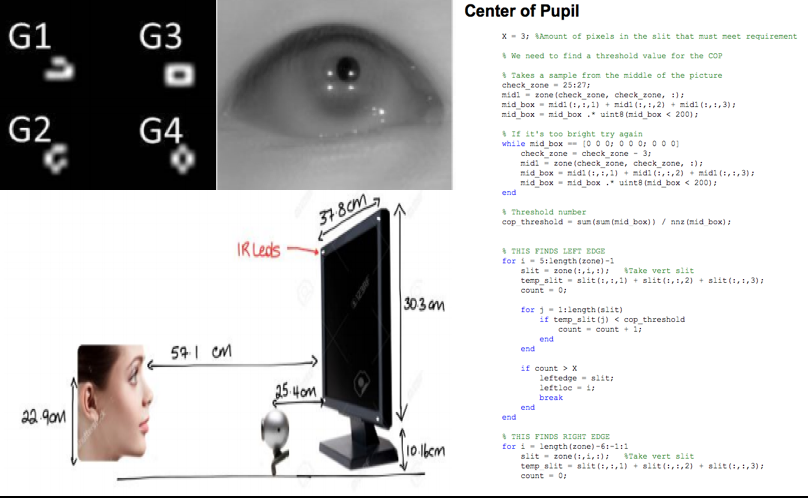 G1
G3
G2
G4
37.8cm
IR Leds
30.3cm
57.1 cm
25.4cm
22.9cm
10.16cm
Center of Pupil
X = 3; %Amount of pixels in the slit that must meet requirement
% We need to find a threshold value for the COP
% Takes a sample from the middle of the picture
check_zone = 25:27;
mid1 = zone(check_zone, check_zone, :);
mid_box = mid1(:,:,1) + mid1(:,:,2) + mid1(:,:,3);
mid_box = mid_box .* uint8(mid_box < 200);
% If it's too bright try again
while mid_box == [0 0 0; 0 0 0; 0 0 0]
check_zone = check_zone - 3;
mid1 = zone(check_zone, check_zone, :);
mid_box = mid1(:,:,1) + mid1(:,:,2) + mid1(:,:,3);
mid_box = mid_box .* uint8(mid_box < 200);
end
% Threshold number
cop_threshold = sum(sum(mid_box)) / nnz(mid_box);
% THIS FINDS LEFT EDGE
for i = 5:length(zone)-1
slit = zone(:,i,:); %Take vert slit
temp_slit = slit(:,:,1) + slit(:,:,2) + slit(:,:,3);
count = 0;
for j = 1:length(slit)
if temp_slit(j) < cop_threshold
count = count + 1;
end
end
if count > X
leftedge = slit;
leftloc = i;
break
end
end
% THIS FINDS RIGHT EDGE
for i = length(zone)-6:-1:1
slit = zone(:,i,:); %Take vert slit
temp_slit = slit(:,:,1) + slit(:,:,2) + slit(:,:,3);
count = 0;